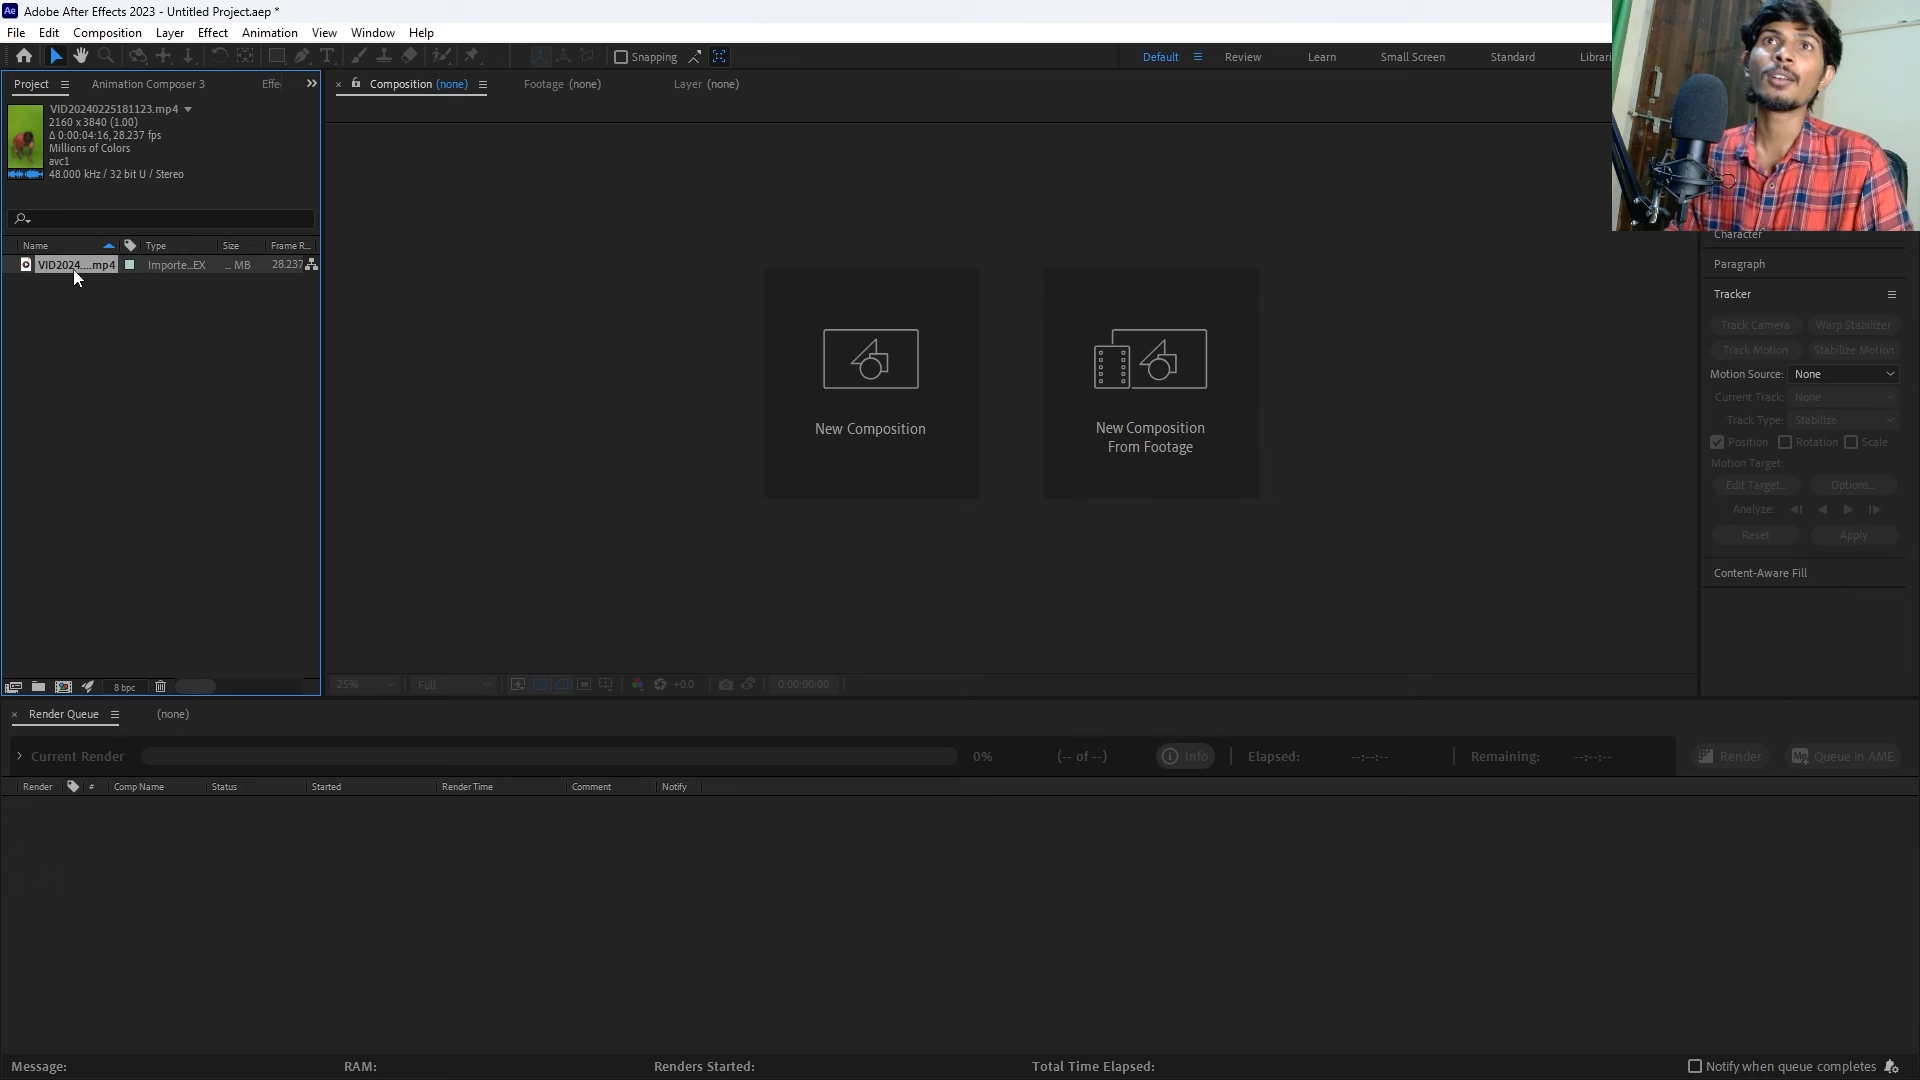 Ae Adobe After Effects 2023 - Untitled Project.aep *
File Edit Composition Layer Effect Animation View Window Help
Snapping Default Review Learn Small Screen Standard Librari
Project Animation Composer 3 Effe
Composition (none) Footage (none) Layer (none)
VID20240225181123.mp4
2160 x 3840 (1.00)
Δ 0:00:04:16, 28.237 fps
Millions of Colors
avc1
48.000 kHz / 32 bit U / Stereo
Name Type Size Frame R...
VID2024....mp4 Importe...EX ... MB 28.237
New Composition
New Composition
From Footage
Character
Paragraph
Tracker
Track Camera Warp Stabilizer
Track Motion Stabilize Motion
Motion Source: None
Current Track: None
Track Type: Stabilize
Position Rotation Scale
Motion Target:
Edit Target... Options...
Analyze:
Reset Apply
Content-Aware Fill
8 bpc
25% Full +0.0 0:00:00:00
Render Queue (none)
Current Render 0% (-- of --) Info Elapsed: --:--:-- Remaining: --:--:-- Render Queue in AME
Render # Comp Name Status Started Render Time Comment Notify
Message: RAM: Renders Started: Total Time Elapsed: Notify when queue completes